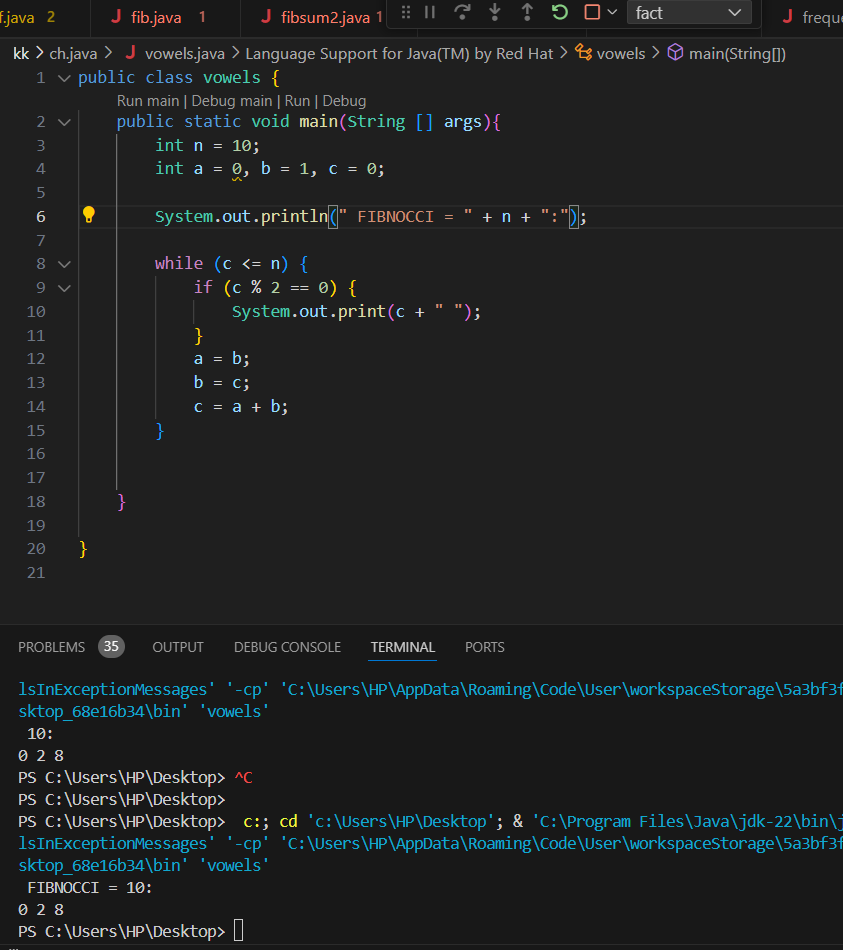 f.java 2 J fib.java 1 J fibsum2.java 1 fact J freque
kk > ch.java > J vowels.java > Language Support for Java(TM) by Red Hat > vowels > main(String[])
1 public class vowels {
Run main | Debug main | Run | Debug
2 public static void main(String [] args){
3 int n = 10;
4 int a = 0, b = 1, c = 0;
5
6 System.out.println(" FIBNOCCI = " + n + ":");
7
8 while (c <= n) {
9 if (c % 2 == 0) {
10 System.out.print(c + " ");
11 }
12 a = b;
13 b = c;
14 c = a + b;
15 }
16
17
18 }
19
20 }
21
PROBLEMS 35 OUTPUT DEBUG CONSOLE TERMINAL PORTS
lsInExceptionMessages' '-cp' 'C:\Users\HP\AppData\Roaming\Code\User\workspaceStorage\5a3bf3f
sktop_68e16b34\bin' 'vowels'
10:
0 2 8
PS C:\Users\HP\Desktop> ^C
PS C:\Users\HP\Desktop>
PS C:\Users\HP\Desktop> c:; cd 'c:\Users\HP\Desktop'; & 'C:\Program Files\Java\jdk-22\bin\j
lsInExceptionMessages' '-cp' 'C:\Users\HP\AppData\Roaming\Code\User\workspaceStorage\5a3bf3f
sktop_68e16b34\bin' 'vowels'
FIBNOCCI = 10:
0 2 8
PS C:\Users\HP\Desktop>